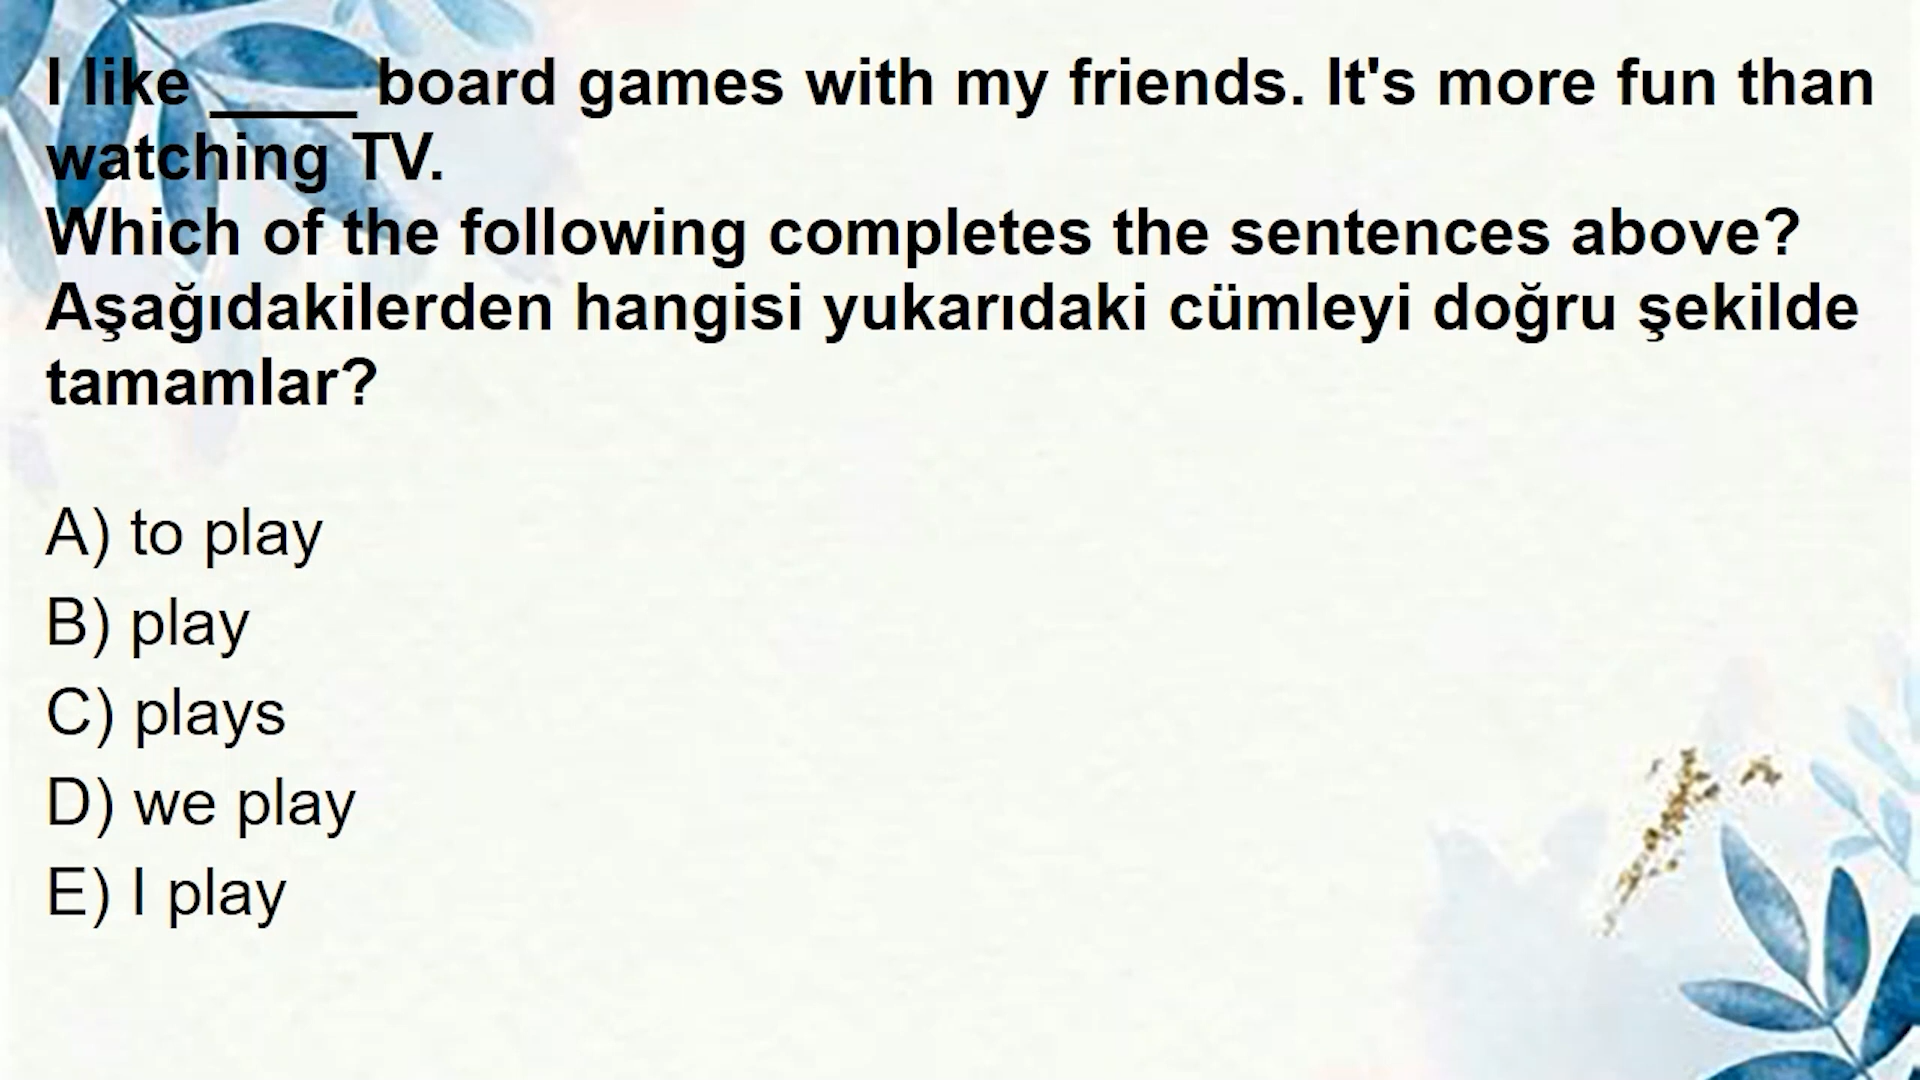 I like ____ board games with my friends. It's more fun than
watching TV.
Which of the following completes the sentences above?
Aşağıdakilerden hangisi yukarıdaki cümleyi doğru şekilde
tamamlar?
A) to play
B) play
C) plays
D) we play
E) I play